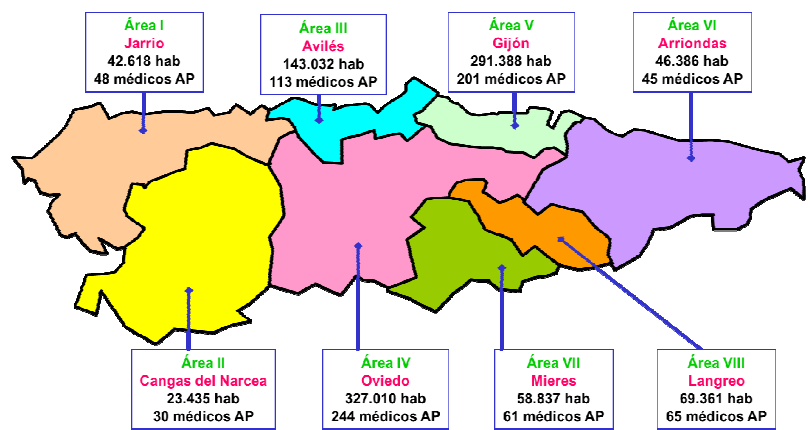 Área I
Jarrio
42.618 hab
48 médicos AP
Área III
Avilés
143.032 hab
113 médicos AP
Área V
Gijón
291.388 hab
201 médicos AP
Área VI
Arriondas
46.386 hab
45 médicos AP
Área II
Cangas del Narcea
23.435 hab
30 médicos AP
Área IV
Oviedo
327.010 hab
244 médicos AP
Área VII
Mieres
58.837 hab
61 médicos AP
Área VIII
Langreo
69.361 hab
65 médicos AP